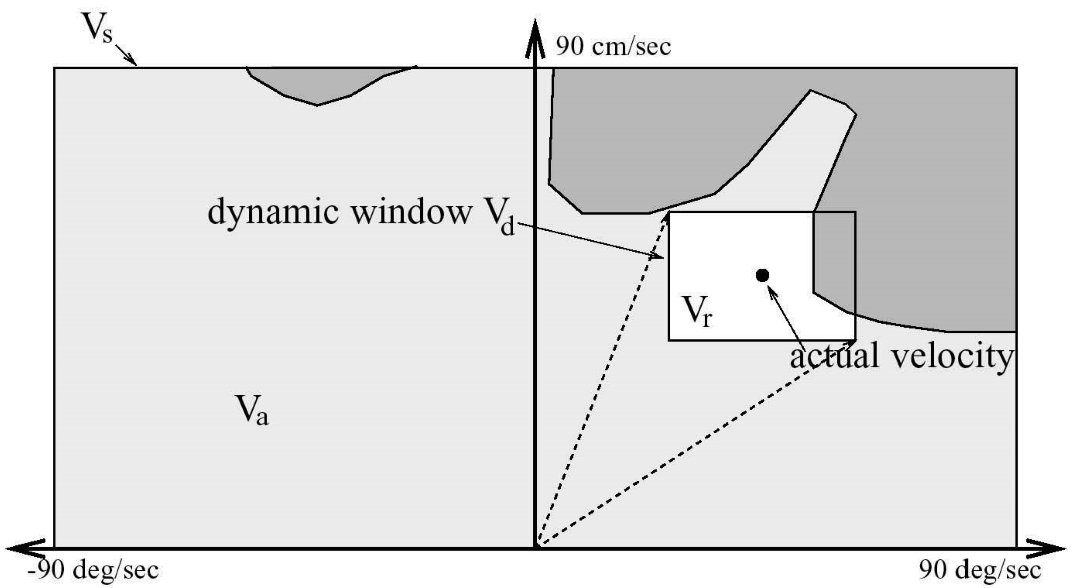 Vs
90 cm/sec
dynamic window Vd
Vr
actual velocity
Va
-90 deg/sec
90 deg/sec